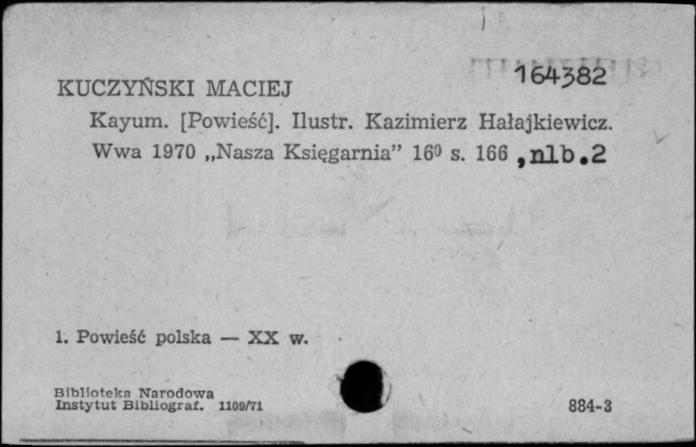 164382
KUCZYŃSKI MACIEJ
Kayum. [Powieść]. Ilustr. Kazimierz Hałajkiewicz.
Wwa 1970 „Nasza Księgarnia” 16⁰ s. 166 , nlb. 2
1. Powieść polska — XX w.
Biblioteka Narodowa
Instytut Bibliograf. 1109/71
884-3